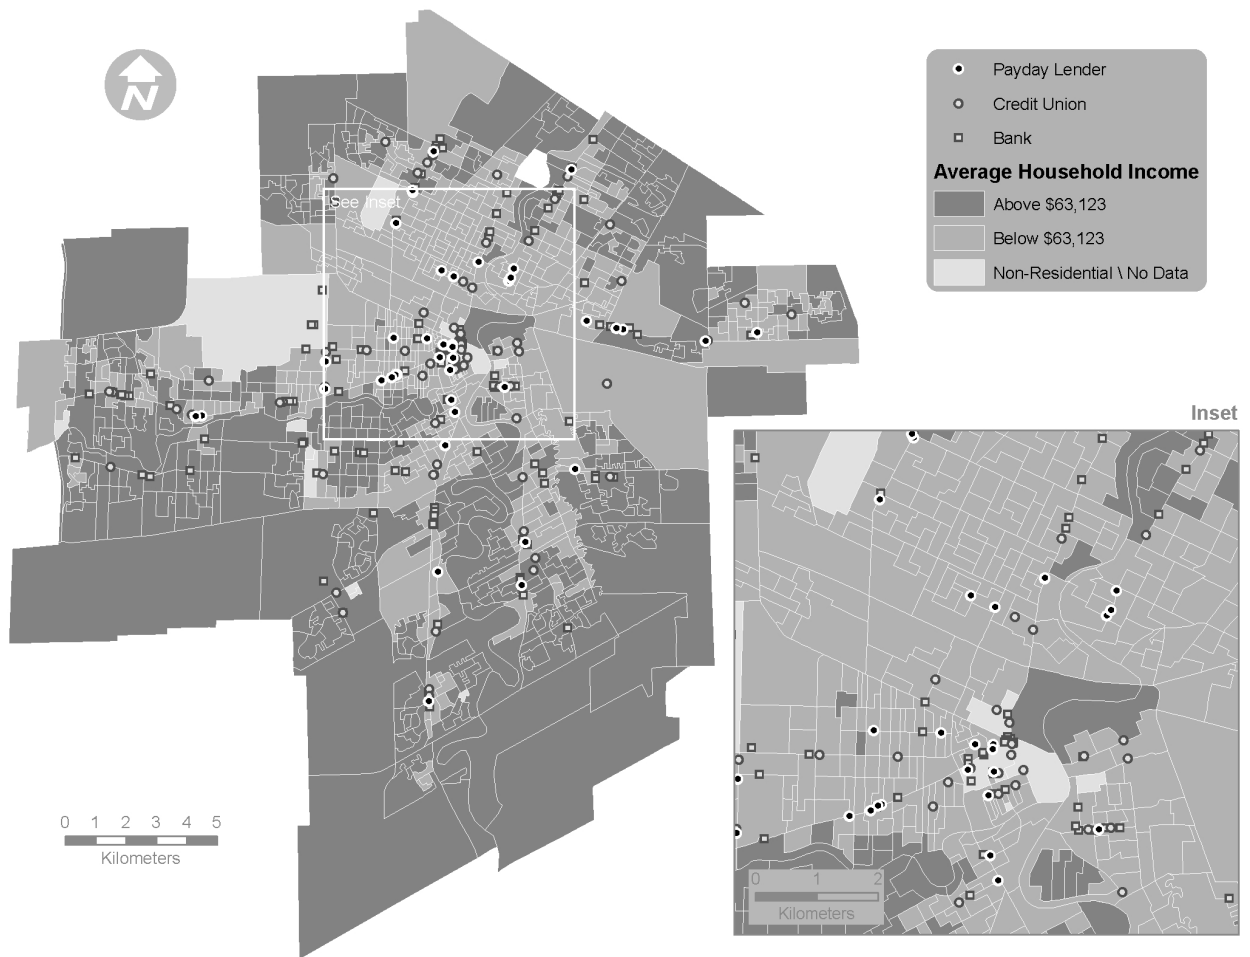 N
Payday Lender
Credit Union
Bank
Average Household Income
Above $63,123
Below $63,123
Non-Residential \ No Data
See Inset
Inset
0 1 2 3 4 5
Kilometers
0 1 2
Kilometers